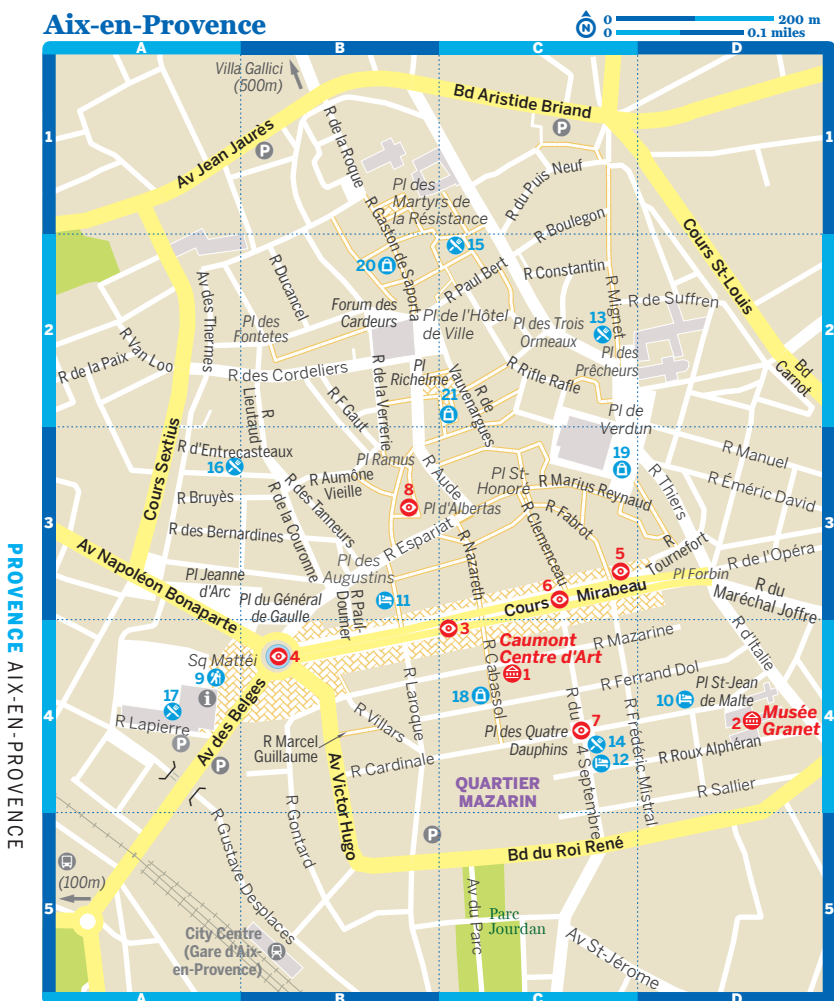 Aix-en-Provence
N
0 200 m
0 0.1 miles
A B C D
1 1
2 2
3 3
4 4
5 5
A B C D
Villa Gallici
(500m)
Bd Aristide Briand
P
Av Jean Jaurès
P
R de la Roque
Pl des
Martyrs de
la Résistance
R du Puis Neuf
R Boulegon
15
R Gaston de Saporta
20
R Paul Bert
R Constantin
Cours St-Louis
R Mignet
R de Suffren
Av des Thermes
R Ducancel
Forum des
Cardeurs
Pl de l'Hôtel
de Ville
13
Pl des Trois
Ormeaux
Pl des
Fontetes
Pl des
Prêcheurs
R Van Loo
R de la Paix
R des Cordeliers
Pl
Richelme
R Rifle Rafle
Bd
Carnot
R de la Verrerie
R de
Vauvenargues
21
R F Gaut
R
Lieutaud
Pl de
Verdun
Cours Sextius
R d'Entrecasteaux
16
19
R Manuel
Pl Ramus
R Aumône
Vieille
R Aude
Pl St-
Honoré
R Marius Reynaud
R Éméric David
R Thiers
R Bruyès
R des Tanneurs
8
Pl d'Albertas
R des Bernardines
R de la Couronne
R Espariat
R Clemenceau
R Fabrot
R
Tournefort
R de l'Opéra
Av Napoléon Bonaparte
Pl des
Augustins
R Nazareth
5
Pl Forbin
Pl Jeanne
d'Arc
6
11
Cours Mirabeau
R du
Maréchal Joffre
Pl du Général
de Gaulle
R Paul-
Doumer
3
R Mazarine
R d'Italie
Caumont
Centre d'Art
1
Sq Mattéi
4
9
R Cabassol
R Ferrand Dol
Pl St-Jean
de Malte
R Laroque
18
10
17
i
R Lapierre
P
P
Av des Belges
R Villars
R du 4 Septembre
7
R Frédéric Mistral
2
Musée
Granet
Pl des Quatre
Dauphins
14
R Marcel
Guillaume
R Cardinale
12
R Roux Alphéran
QUARTIER
MAZARIN
R Sallier
Av Victor Hugo
R Gontard
R Gustave Desplaces
P
Bd du Roi René
(100m)
Av du Parc
Parc
Jourdan
City Centre
(Gare d'Aix-
en-Provence)
Av St-Jérome
PROVENCE AIX-EN-PROVENCE